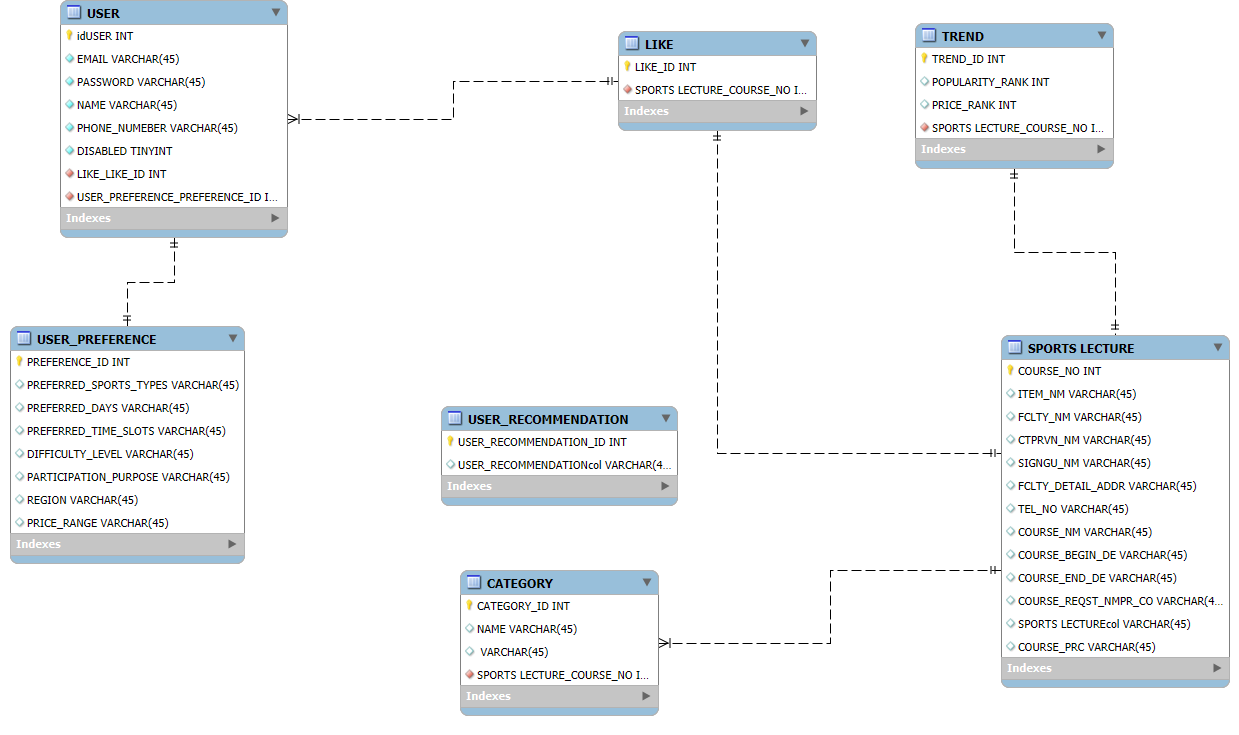 USER
idUSER INT
EMAIL VARCHAR(45)
PASSWORD VARCHAR(45)
NAME VARCHAR(45)
PHONE_NUMEBER VARCHAR(45)
DISABLED TINYINT
LIKE_LIKE_ID INT
USER_PREFERENCE_PREFERENCE_ID I...
Indexes
LIKE
LIKE_ID INT
SPORTS LECTURE_COURSE_NO I...
Indexes
TREND
TREND_ID INT
POPULARITY_RANK INT
PRICE_RANK INT
SPORTS LECTURE_COURSE_NO I...
Indexes
USER_PREFERENCE
PREFERENCE_ID INT
PREFERRED_SPORTS_TYPES VARCHAR(45)
PREFERRED_DAYS VARCHAR(45)
PREFERRED_TIME_SLOTS VARCHAR(45)
DIFFICULTY_LEVEL VARCHAR(45)
PARTICIPATION_PURPOSE VARCHAR(45)
REGION VARCHAR(45)
PRICE_RANGE VARCHAR(45)
Indexes
USER_RECOMMENDATION
USER_RECOMMENDATION_ID INT
USER_RECOMMENDATIONcol VARCHAR(4...
Indexes
CATEGORY
CATEGORY_ID INT
NAME VARCHAR(45)
VARCHAR(45)
SPORTS LECTURE_COURSE_NO I...
Indexes
SPORTS LECTURE
COURSE_NO INT
ITEM_NM VARCHAR(45)
FCLTY_NM VARCHAR(45)
CTPRVN_NM VARCHAR(45)
SIGNGU_NM VARCHAR(45)
FCLTY_DETAIL_ADDR VARCHAR(45)
TEL_NO VARCHAR(45)
COURSE_NM VARCHAR(45)
COURSE_BEGIN_DE VARCHAR(45)
COURSE_END_DE VARCHAR(45)
COURSE_REQST_NMPR_CO VARCHAR(4...
SPORTS LECTUREcol VARCHAR(45)
COURSE_PRC VARCHAR(45)
Indexes